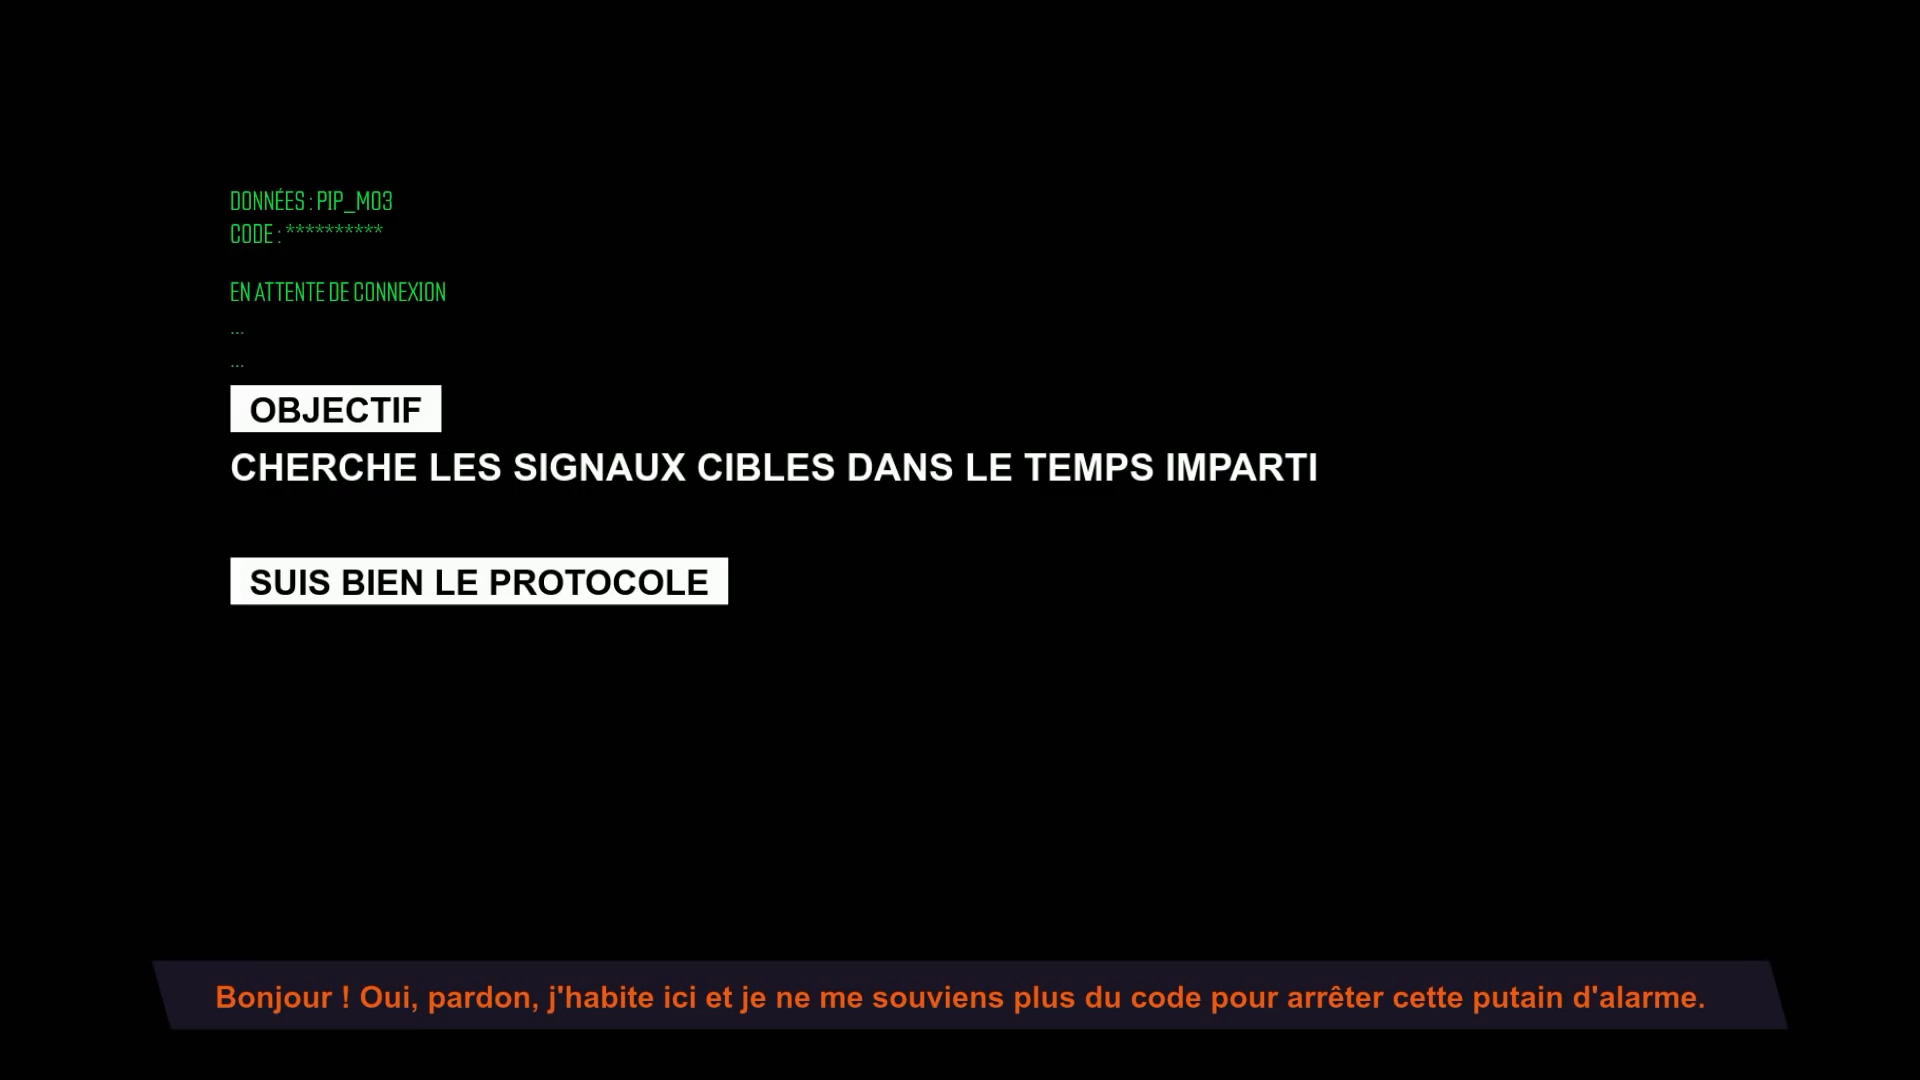 DONNÉES : PIP_M03
CODE : **********
EN ATTENTE DE CONNEXION
...
...
OBJECTIF
CHERCHE LES SIGNAUX CIBLES DANS LE TEMPS IMPARTI
SUIS BIEN LE PROTOCOLE
Bonjour ! Oui, pardon, j'habite ici et je ne me souviens plus du code pour arrêter cette putain d'alarme.